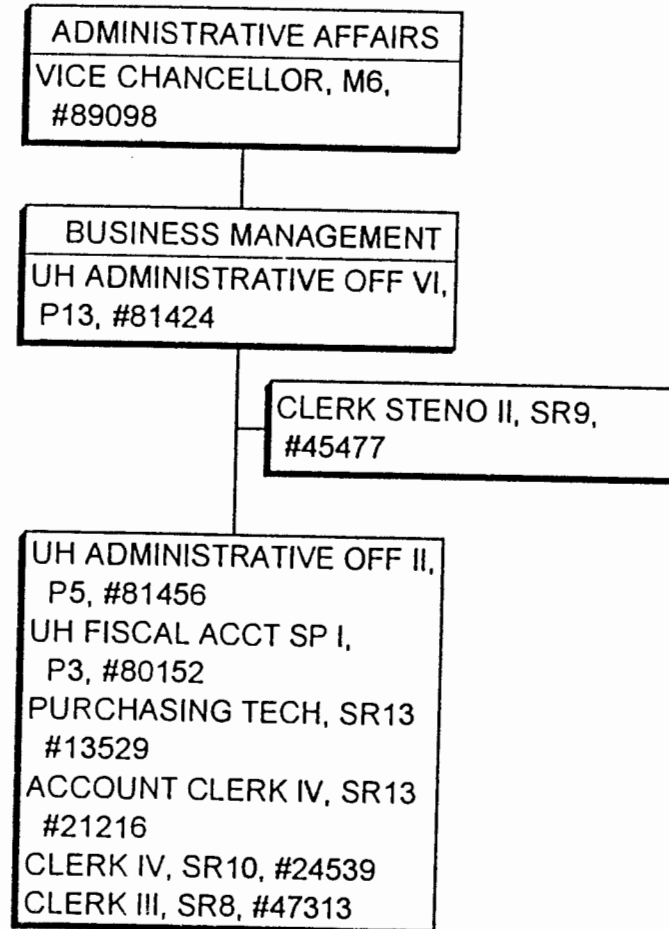 ADMINISTRATIVE AFFAIRS
VICE CHANCELLOR, M6,
#89098
BUSINESS MANAGEMENT
UH ADMINISTRATIVE OFF VI,
P13, #81424
CLERK STENO II, SR9,
#45477
UH ADMINISTRATIVE OFF II,
P5, #81456
UH FISCAL ACCT SP I,
P3, #80152
PURCHASING TECH, SR13
#13529
ACCOUNT CLERK IV, SR13
#21216
CLERK IV, SR10, #24539
CLERK III, SR8, #47313